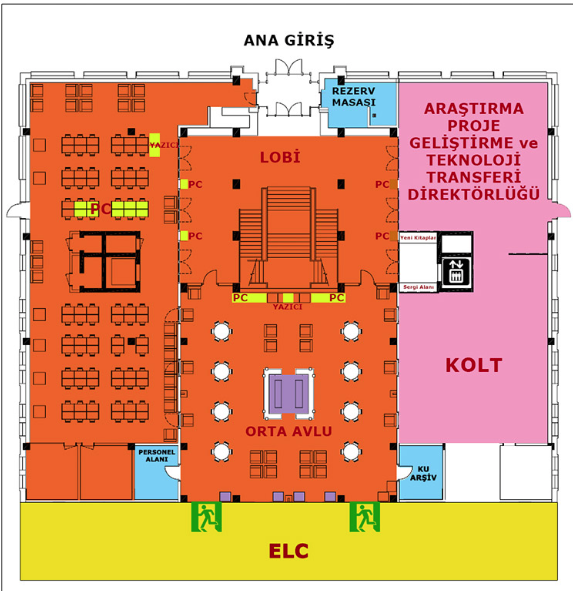 ANA GİRİŞ
REZERV
MASASI
ARAŞTIRMA
PROJE
GELİŞTİRME ve
TEKNOLOJİ
TRANSFERİ
DİREKTÖRLÜĞÜ
YAZICI
LOBİ
PC
PC
PC
PC
PC
Yeni Kitaplar
Sergi Alanı
PC
PC
YAZICI
KOLT
ORTA AVLU
PERSONEL
ALANI
KU
ARŞİV
ELC